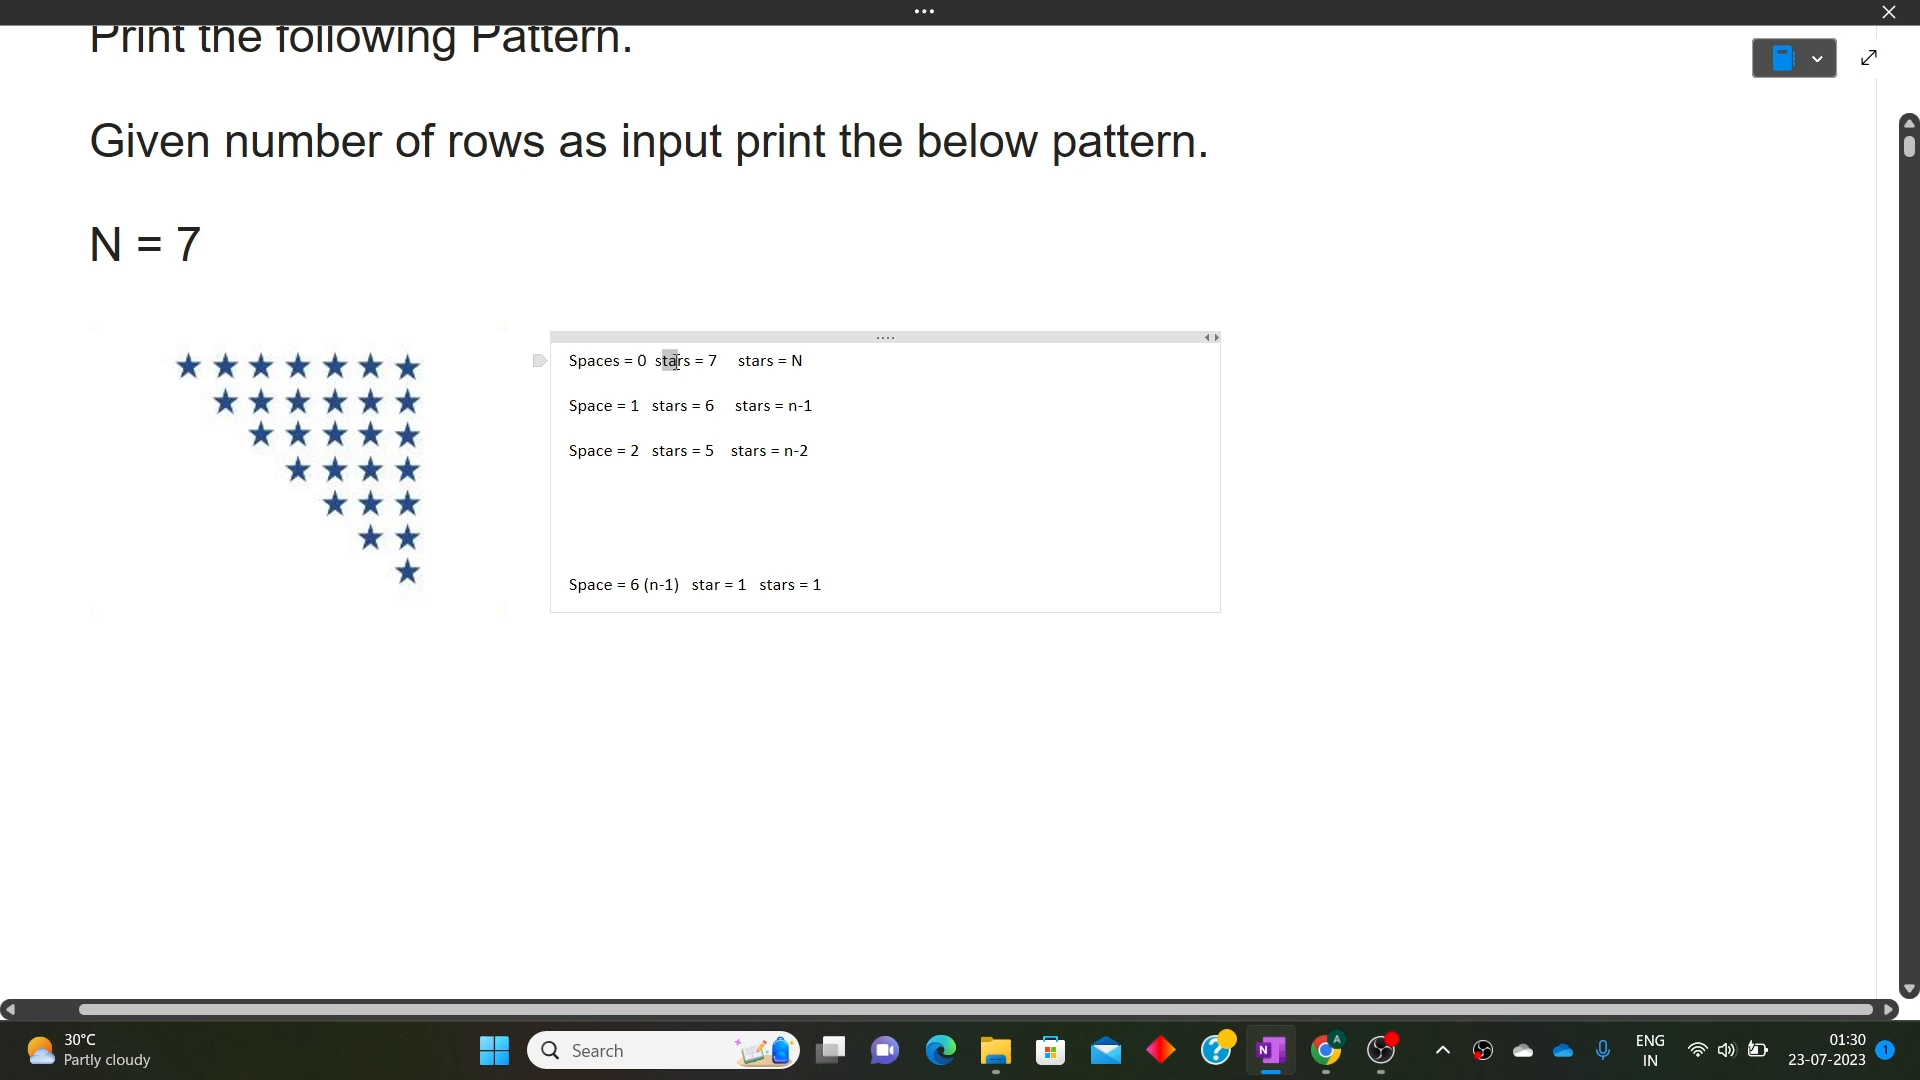 Print the following Pattern.
Given number of rows as input print the below pattern.
N = 7
Spaces = 0 stars = 7 stars = N
Space = 1 stars = 6 stars = n-1
Space = 2 stars = 5 stars = n-2
Space = 6 (n-1) star = 1 stars = 1
30°C
Partly cloudy
Search
ENG
IN
01:30
23-07-2023
1